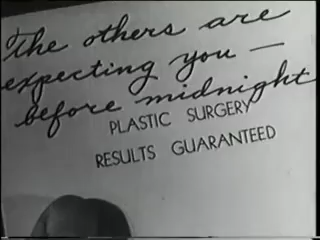 The others are
expecting you —
before midnight
PLASTIC SURGERY
RESULTS GUARANTEED